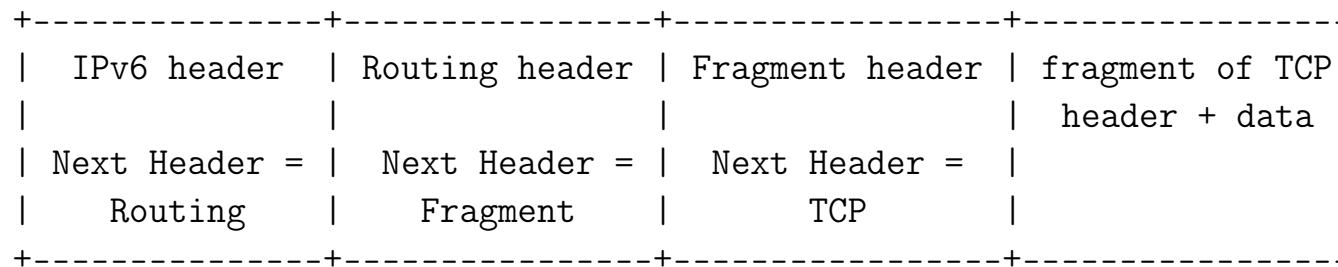 +---------------+----------------+-----------------+-----------------
|  IPv6 header  | Routing header | Fragment header | fragment of TCP
|               |                |                 |  header + data
| Next Header = |  Next Header = |  Next Header =  |
|    Routing    |    Fragment    |       TCP       |
+---------------+----------------+-----------------+-----------------